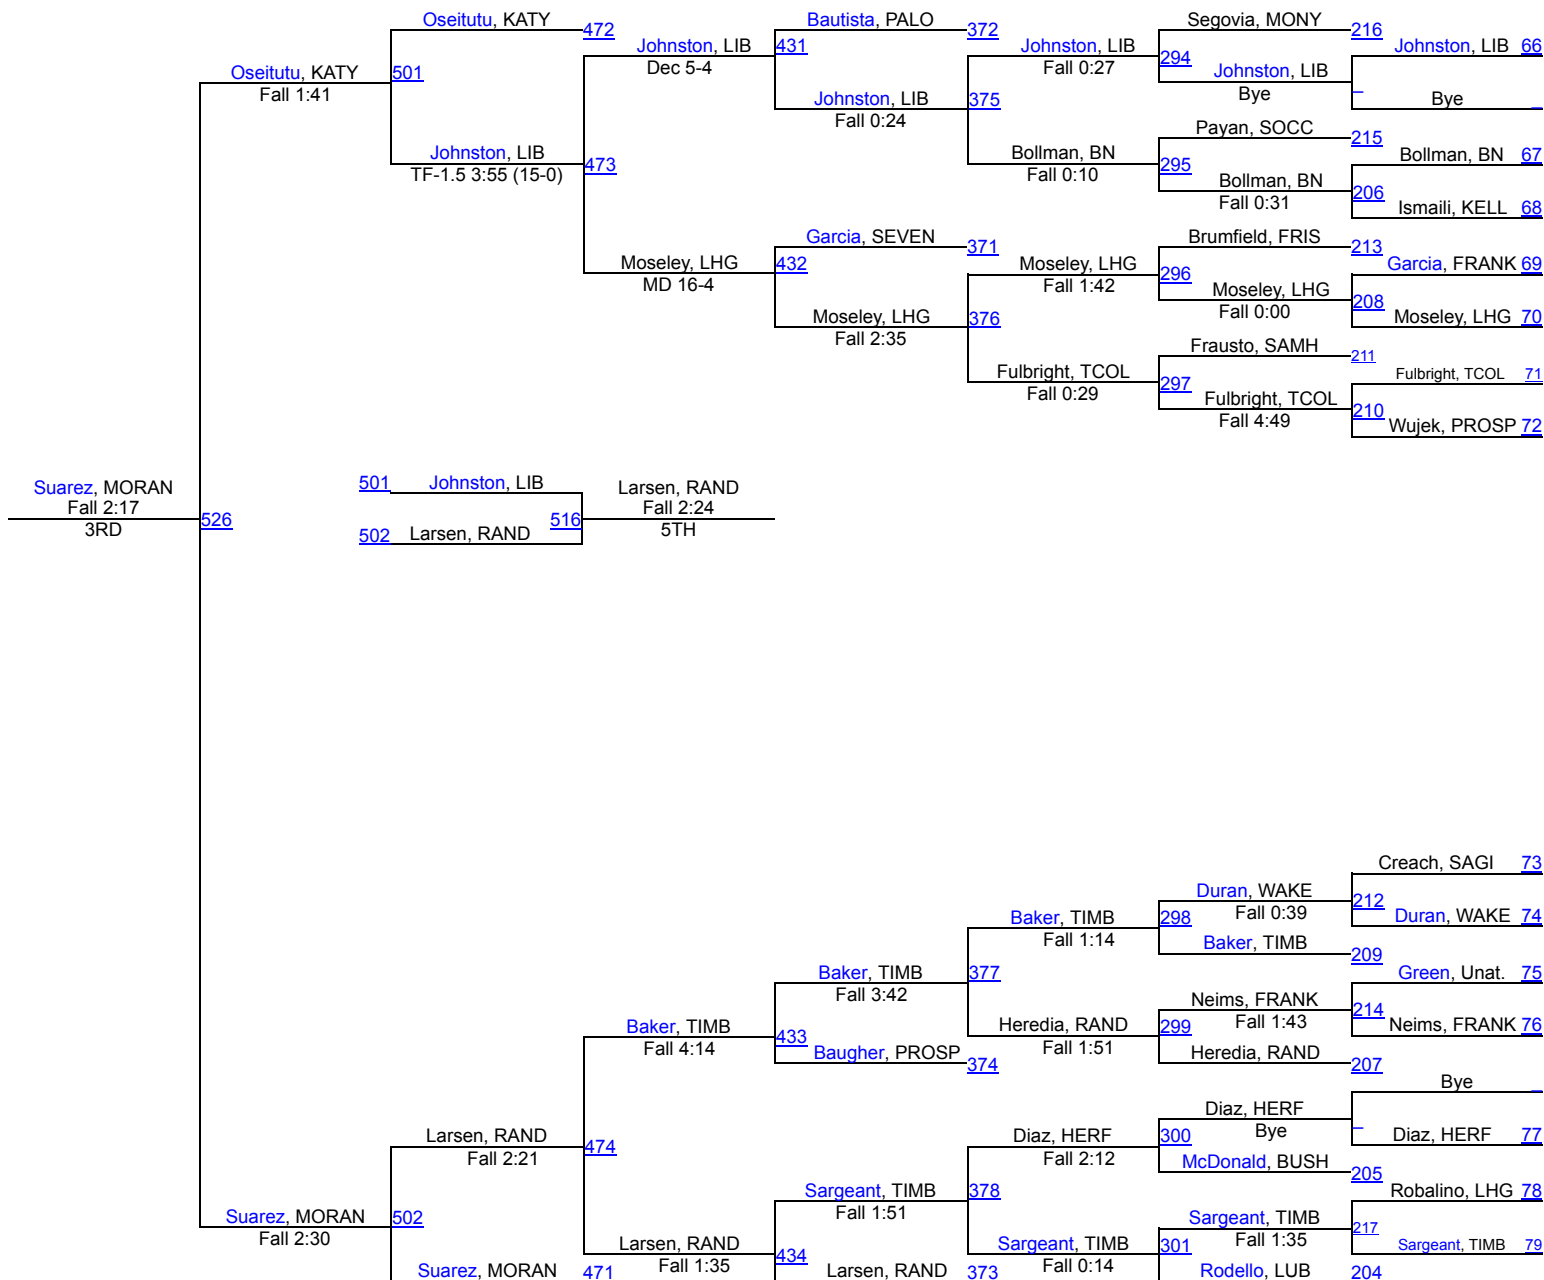 Oseitutu, KATY
472
Bautista, PALO
372
Segovia, MONY
216
Johnston, LIB
431
Johnston, LIB
Johnston, LIB 66
Dec 5-4
Fall 0:27
294
Oseitutu, KATY
501
Johnston, LIB
Fall 1:41
Bye
Johnston, LIB
375
Bye
Fall 0:24
Payan, SOCC
215
Johnston, LIB
473
Bollman, BN
Bollman, BN 67
TF-1.5 3:55 (15-0)
Fall 0:10
295
Bollman, BN
206
Fall 0:31
Ismaili, KELL 68
Garcia, SEVEN
371
Brumfield, FRIS
213
Moseley, LHG
432
Moseley, LHG
Garcia, FRANK 69
MD 16-4
Fall 1:42
296
Moseley, LHG
208
Fall 0:00
Moseley, LHG
376
Moseley, LHG 70
Fall 2:35
Frausto, SAMH
211
Fulbright, TCOL
Fulbright, TCOL 71
Fall 0:29
297
Fulbright, TCOL
210
Fall 4:49
Wujek, PROSP 72
Suarez, MORAN
501 Johnston, LIB
Larsen, RAND
Fall 2:17
Fall 2:24
526
516
3RD
5TH
502 Larsen, RAND
Creach, SAGI 73
Duran, WAKE
212
Fall 0:39
Baker, TIMB
298
Duran, WAKE 74
Fall 1:14
Baker, TIMB
209
Baker, TIMB
377
Green, Unat. 75
Fall 3:42
Neims, FRANK
214
Baker, TIMB
433
Heredia, RAND
299
Fall 1:43
Neims, FRANK 76
Fall 4:14
Baugher, PROSP
374
Fall 1:51
Heredia, RAND
207
Bye
Diaz, HERF
Larsen, RAND
474
Diaz, HERF
300
Bye
Diaz, HERF 77
Fall 2:21
Fall 2:12
McDonald, BUSH
205
Sargeant, TIMB
378
Robalino, LHG 78
Fall 1:51
Suarez, MORAN
502
Sargeant, TIMB
217
Fall 2:30
Larsen, RAND
434
Sargeant, TIMB
301
Fall 1:35
Sargeant, TIMB 79
Fall 1:35
Fall 0:14
Suarez, MORAN
471
Larsen, RAND
373
Rodello, LUB
204